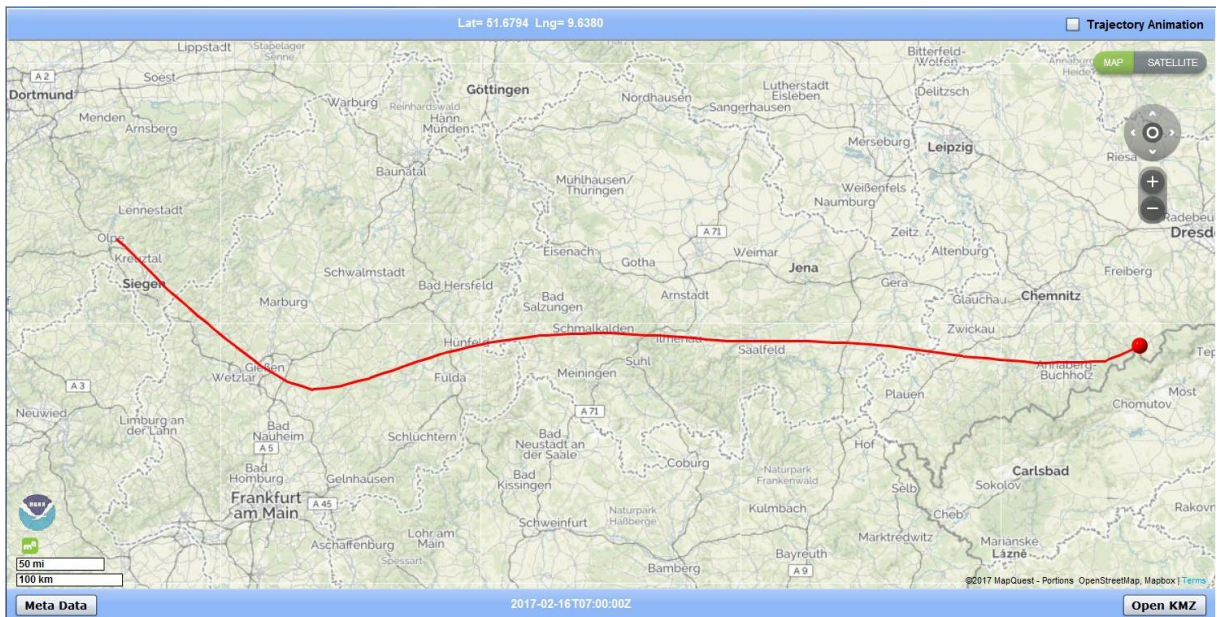 Lat= 51.6794 Lng= 9.6380
Trajectory Animation
Lippstadt
Stapelager
Senne
Bitterfeld-
Wolfen
MAP
SATELLITE
A 2
Soest
Dortmund
Göttingen
Lutherstadt
Eisleben
Delitzsch
Menden
Arnsberg
Warburg
Reinhardswald
Hann.
Münden
Nordhausen
Sangerhausen
Merseburg
Leipzig
Riesa
Baunatal
Mühlhausen/
Thüringen
Weißenfels
Naumburg
Lennestadt
Radebeu
Dresd
Olpe
Kreuztal
A 71
Zeitz
Altenburg
Eisenach
Gotha
Weimar
Jena
Siegen
Schwalmstadt
Bad Hersfeld
Gera
Freiberg
Marburg
Bad
Salzungen
Arnstadt
Glauchau
Chemnitz
Schmalkalden
Ilmenau
Zwickau
Hünfeld
Saalfeld
Tep
Gießen
Wetzlar
Fulda
Suhl
Meiningen
Annaberg-
Buchholz
A 3
Plauen
Most
Chomutov
Neuwied
Limburg an
der Lahn
Bad
Nauheim
A 71
A 5
Schlüchtern
Bad
Neustadt an
der Saale
Hof
Coburg
Bad
Homburg
Gelnhausen
Bad
Kissingen
Naturpark
Frankenwald
Carlsbad
Selb
Sokolov
Frankfurt
am Main
A 45
Kulmbach
Rakovn
Schweinfurt
Naturpark
Haßberge
Cheb
Aschaffenburg
Lohr am
Main
Marktredwitz
Marianske
Lázně
Spessart
Bayreuth
50 mi
100 km
Bamberg
A 9
©2017 MapQuest - Portions OpenStreetMap, Mapbox | Terms
Meta Data
2017-02-16T07:00:00Z
Open KMZ